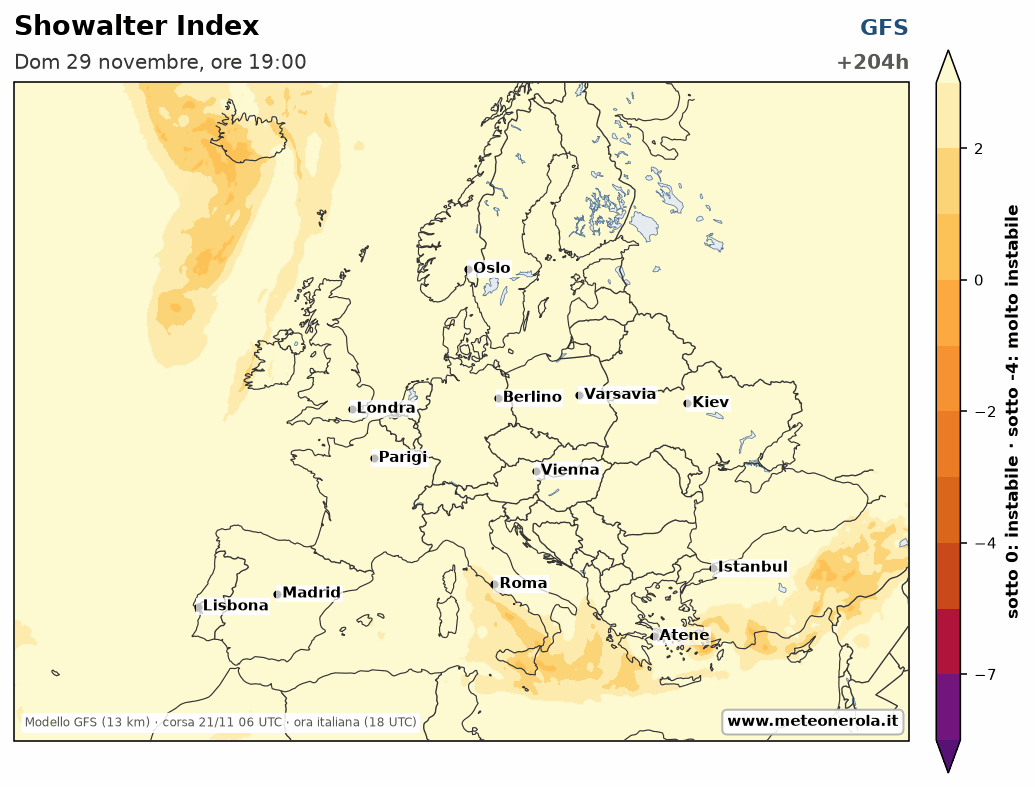 Showalter Index
GFS
Dom 29 novembre, ore 19:00
+204h
Oslo
Londra
Berlino
Varsavia
Kiev
Parigi
Vienna
Istanbul
Roma
Madrid
Lisbona
Atene
2
0
−2
−4
−7
sotto 0: instabile · sotto -4: molto instabile
Modello GFS (13 km) · corsa 21/11 06 UTC · ora italiana (18 UTC)
www.meteonerola.it